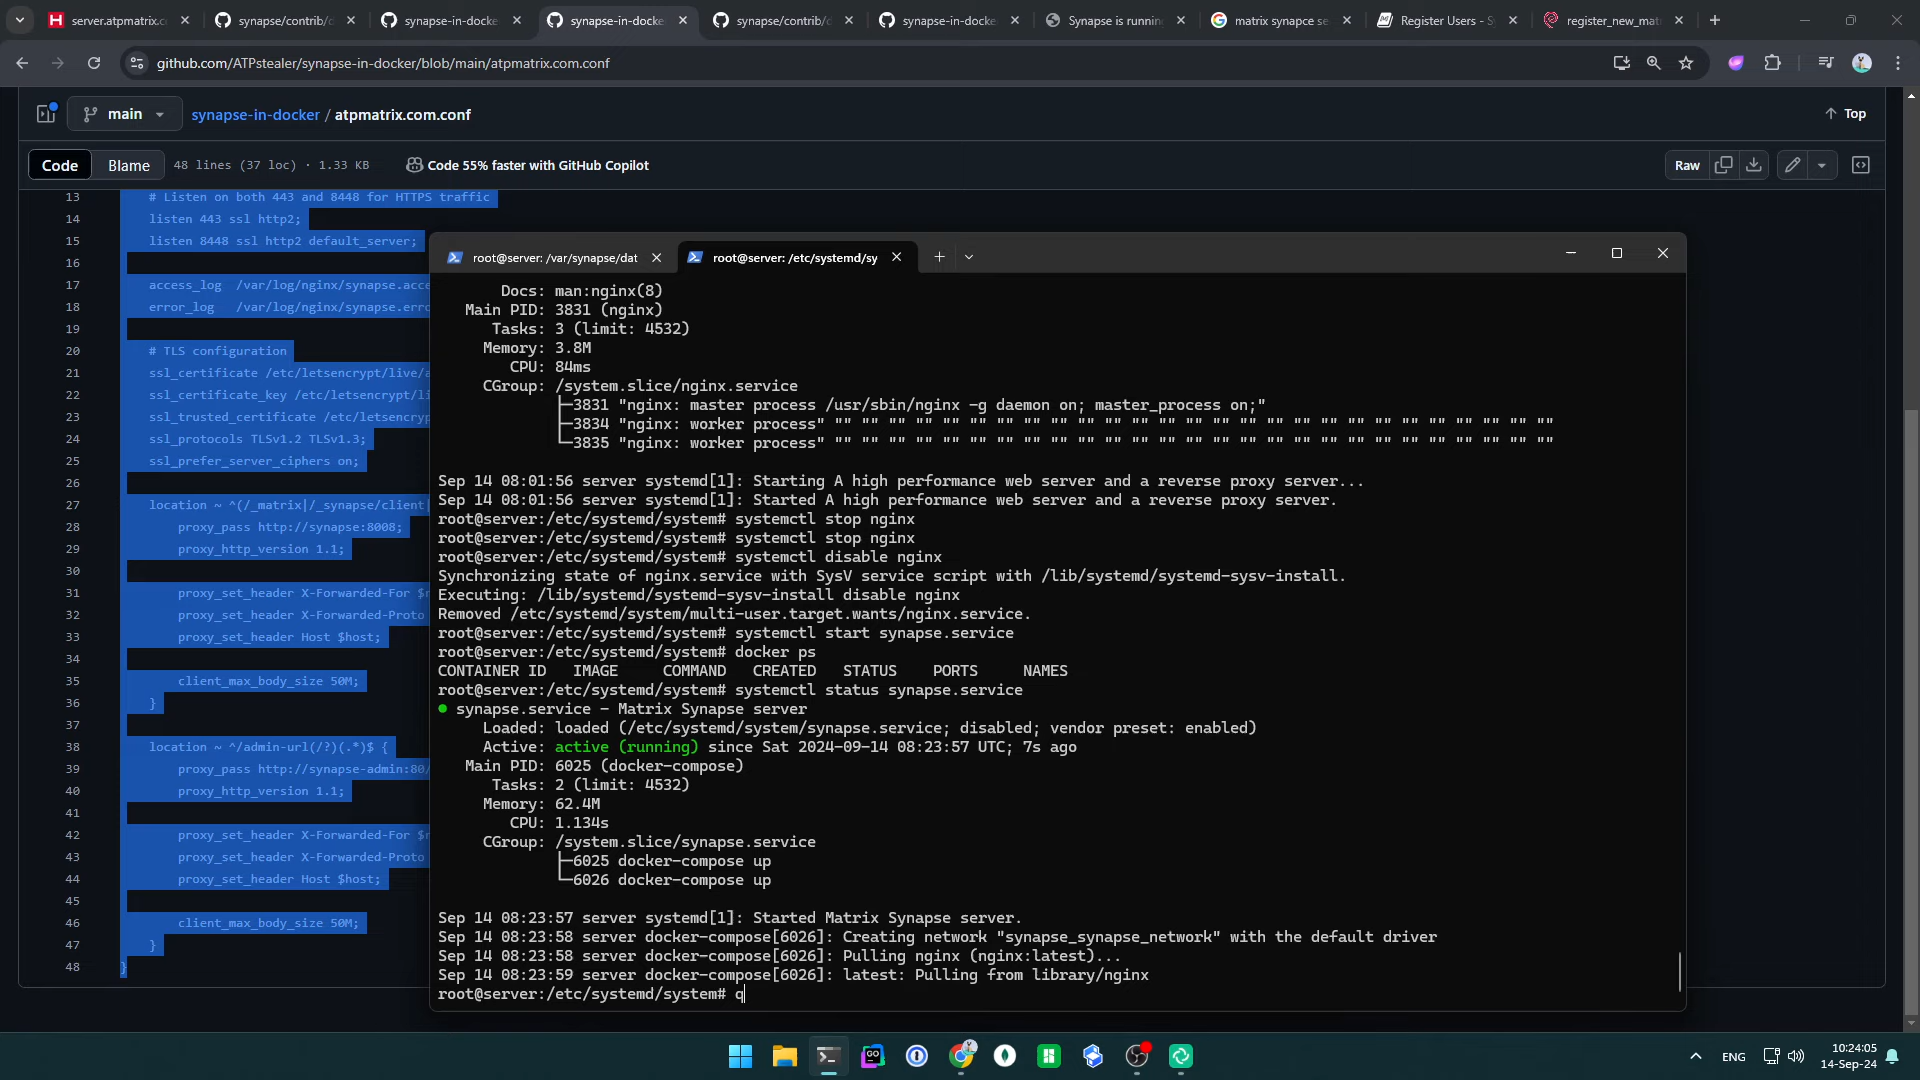 server.atpmatrix.c
synapse/contrib/d
synapse-in-docke
synapse-in-docke
synapse/contrib/d
synapse-in-docke
Synapse is runnin
matrix synapce se
Register Users - S
register_new_mat
github.com/ATPstealer/synapse-in-docker/blob/main/atpmatrix.com.conf
main
synapse-in-docker / atpmatrix.com.conf
Top
Code
Blame
48 lines (37 loc) · 1.33 KB
Code 55% faster with GitHub Copilot
Raw
13 # Listen on both 443 and 8448 for HTTPS traffic
14 listen 443 ssl http2;
15 listen 8448 ssl http2 default_server;
16
17 access_log /var/log/nginx/synapse.acce
18 error_log /var/log/nginx/synapse.erro
19
20 # TLS configuration
21 ssl_certificate /etc/letsencrypt/live/a
22 ssl_certificate_key /etc/letsencrypt/li
23 ssl_trusted_certificate /etc/letsencryp
24 ssl_protocols TLSv1.2 TLSv1.3;
25 ssl_prefer_server_ciphers on;
26
27 location ~ ^(/_matrix|/_synapse/client|
28 proxy_pass http://synapse:8008;
29 proxy_http_version 1.1;
30
31 proxy_set_header X-Forwarded-For $r
32 proxy_set_header X-Forwarded-Proto
33 proxy_set_header Host $host;
34
35 client_max_body_size 50M;
36 }
37
38 location ~ ^/admin-url(/?)(.*)$ {
39 proxy_pass http://synapse-admin:80/
40 proxy_http_version 1.1;
41
42 proxy_set_header X-Forwarded-For $r
43 proxy_set_header X-Forwarded-Proto
44 proxy_set_header Host $host;
45
46 client_max_body_size 50M;
47 }
48 }
root@server: /var/synapse/dat
root@server: /etc/systemd/sy
Docs: man:nginx(8)
Main PID: 3831 (nginx)
Tasks: 3 (limit: 4532)
Memory: 3.8M
CPU: 84ms
CGroup: /system.slice/nginx.service
├─3831 "nginx: master process /usr/sbin/nginx -g daemon on; master_process on;"
├─3834 "nginx: worker process" "" "" "" "" "" "" "" "" "" "" "" "" "" "" "" "" "" "" "" "" "" "" "" "" "" "" ""
└─3835 "nginx: worker process" "" "" "" "" "" "" "" "" "" "" "" "" "" "" "" "" "" "" "" "" "" "" "" "" "" "" ""
Sep 14 08:01:56 server systemd[1]: Starting A high performance web server and a reverse proxy server...
Sep 14 08:01:56 server systemd[1]: Started A high performance web server and a reverse proxy server.
root@server:/etc/systemd/system# systemctl stop nginx
root@server:/etc/systemd/system# systemctl stop nginx
root@server:/etc/systemd/system# systemctl disable nginx
Synchronizing state of nginx.service with SysV service script with /lib/systemd/systemd-sysv-install.
Executing: /lib/systemd/systemd-sysv-install disable nginx
Removed /etc/systemd/system/multi-user.target.wants/nginx.service.
root@server:/etc/systemd/system# systemctl start synapse.service
root@server:/etc/systemd/system# docker ps
CONTAINER ID IMAGE COMMAND CREATED STATUS PORTS NAMES
root@server:/etc/systemd/system# systemctl status synapse.service
● synapse.service - Matrix Synapse server
Loaded: loaded (/etc/systemd/system/synapse.service; disabled; vendor preset: enabled)
Active: active (running) since Sat 2024-09-14 08:23:57 UTC; 7s ago
Main PID: 6025 (docker-compose)
Tasks: 2 (limit: 4532)
Memory: 62.4M
CPU: 1.134s
CGroup: /system.slice/synapse.service
├─6025 docker-compose up
└─6026 docker-compose up
Sep 14 08:23:57 server systemd[1]: Started Matrix Synapse server.
Sep 14 08:23:58 server docker-compose[6026]: Creating network "synapse_synapse_network" with the default driver
Sep 14 08:23:58 server docker-compose[6026]: Pulling nginx (nginx:latest)...
Sep 14 08:23:59 server docker-compose[6026]: latest: Pulling from library/nginx
root@server:/etc/systemd/system# q
ENG
10:24:05
14-Sep-24